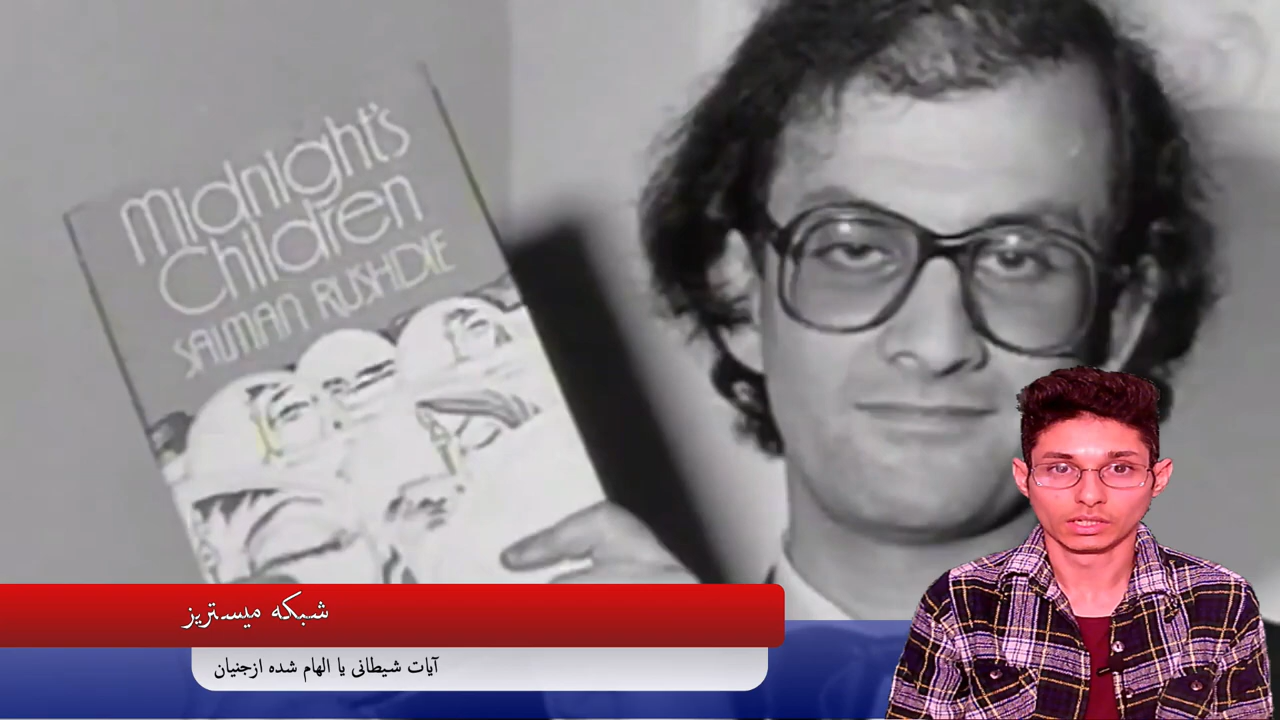 Midnight's
Children
SALMAN RUSHDIE
شبکه میستریز
آیات شیطانی یا الهام شده ازجنیان